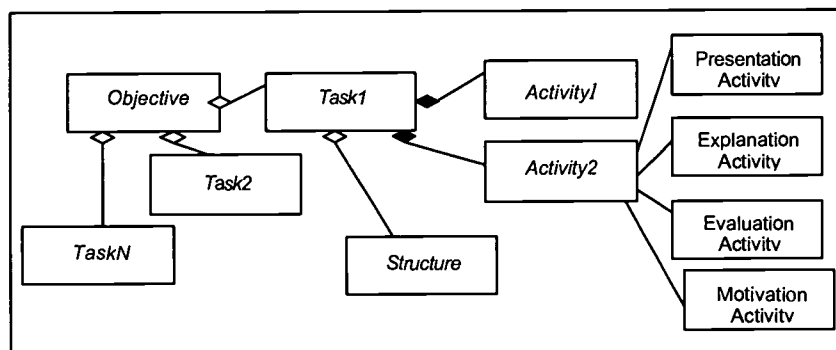 Objective
Task1
Activity1
Presentation
Activity
Explanation
Activity
Task2
Activity2
Evaluation
Activity
TaskN
Structure
Motivation
Activity